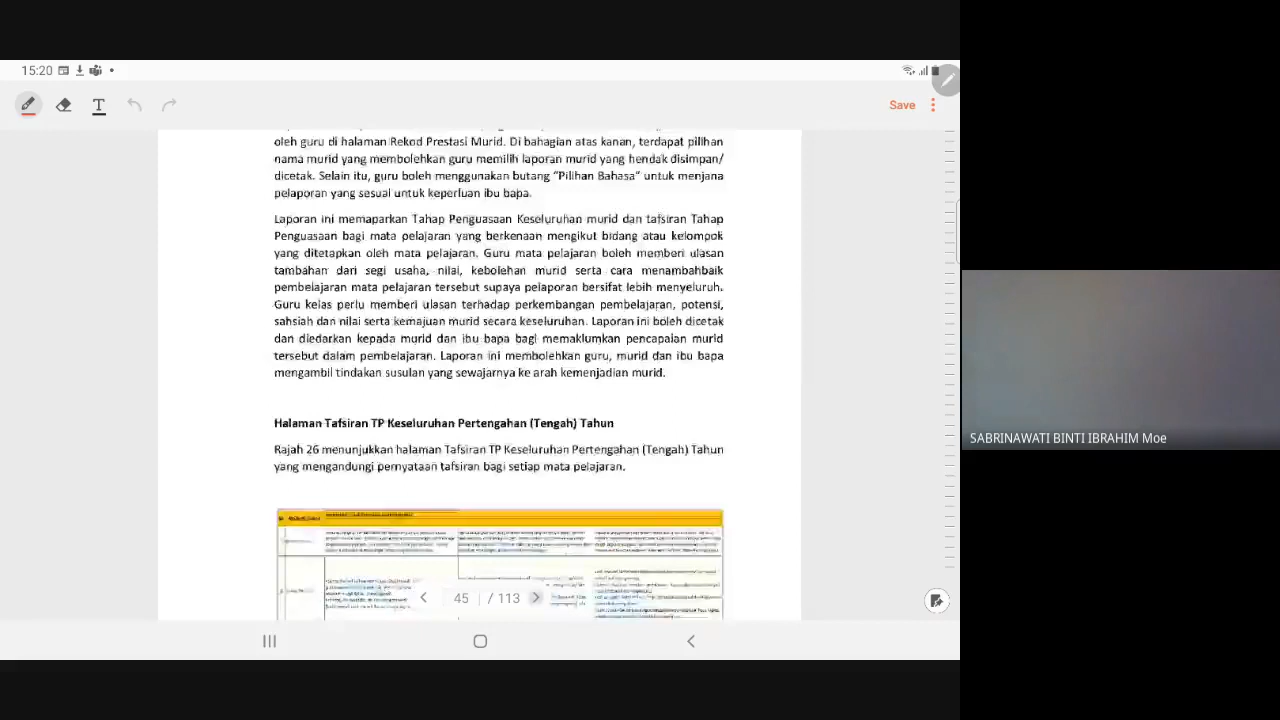 15:20
Save
oleh guru di halaman Rekod Prestasi Murid. Di bahagian atas kanan, terdapat pilihan
nama murid yang membolehkan guru memilih laporan murid yang hendak disimpan/
dicetak. Selain itu, guru boleh menggunakan butang "Pilihan Bahasa" untuk menjana
pelaporan yang sesuai untuk keperluan ibu bapa.
Laporan ini memaparkan Tahap Penguasaan Keseluruhan murid dan tafsiran Tahap
Penguasaan bagi mata pelajaran yang berkenaan mengikut bidang atau kelompok
yang ditetapkan oleh mata pelajaran. Guru mata pelajaran boleh memberi ulasan
tambahan dari segi usaha, nilai, kebolehan murid serta cara menambahbaik
pembelajaran mata pelajaran tersebut supaya pelaporan bersifat lebih menyeluruh.
Guru kelas perlu memberi ulasan terhadap perkembangan pembelajaran, potensi,
sahsiah dan nilai serta kemajuan murid secara keseluruhan. Laporan ini boleh dicetak
dan diedarkan kepada murid dan ibu bapa bagi memaklumkan pencapaian murid
tersebut dalam pembelajaran. Laporan ini membolehkan guru, murid dan ibu bapa
mengambil tindakan susulan yang sewajarnya ke arah kemenjadian murid.
Halaman Tafsiran TP Keseluruhan Pertengahan (Tengah) Tahun
Rajah 26 menunjukkan halaman Tafsiran TP Keseluruhan Pertengahan (Tengah) Tahun
yang mengandungi pernyataan tafsiran bagi setiap mata pelajaran.
45 / 113
SABRINAWATI BINTI IBRAHIM Moe